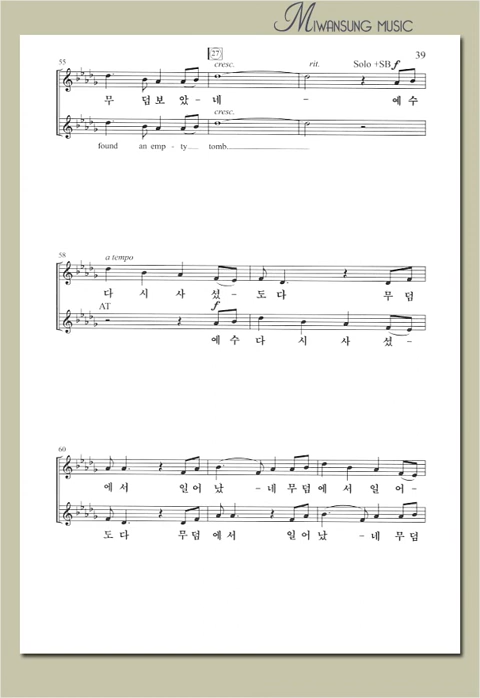 MIWANSUNG MUSIC
39
27
55 cresc. rit. Solo +SB f
무 덤 보 았 - 네 - 예 수
cresc.
found an emp - ty tomb.
58 a tempo
다 시 사 셨 - 도 다 무 덤
AT f
예 수 다 시 사 셨 -
60
에 서 일 어 났 - 네 무 덤 에 서 일 어 -
도 다 무 덤 에 서 일 어 났 - 네 무 덤